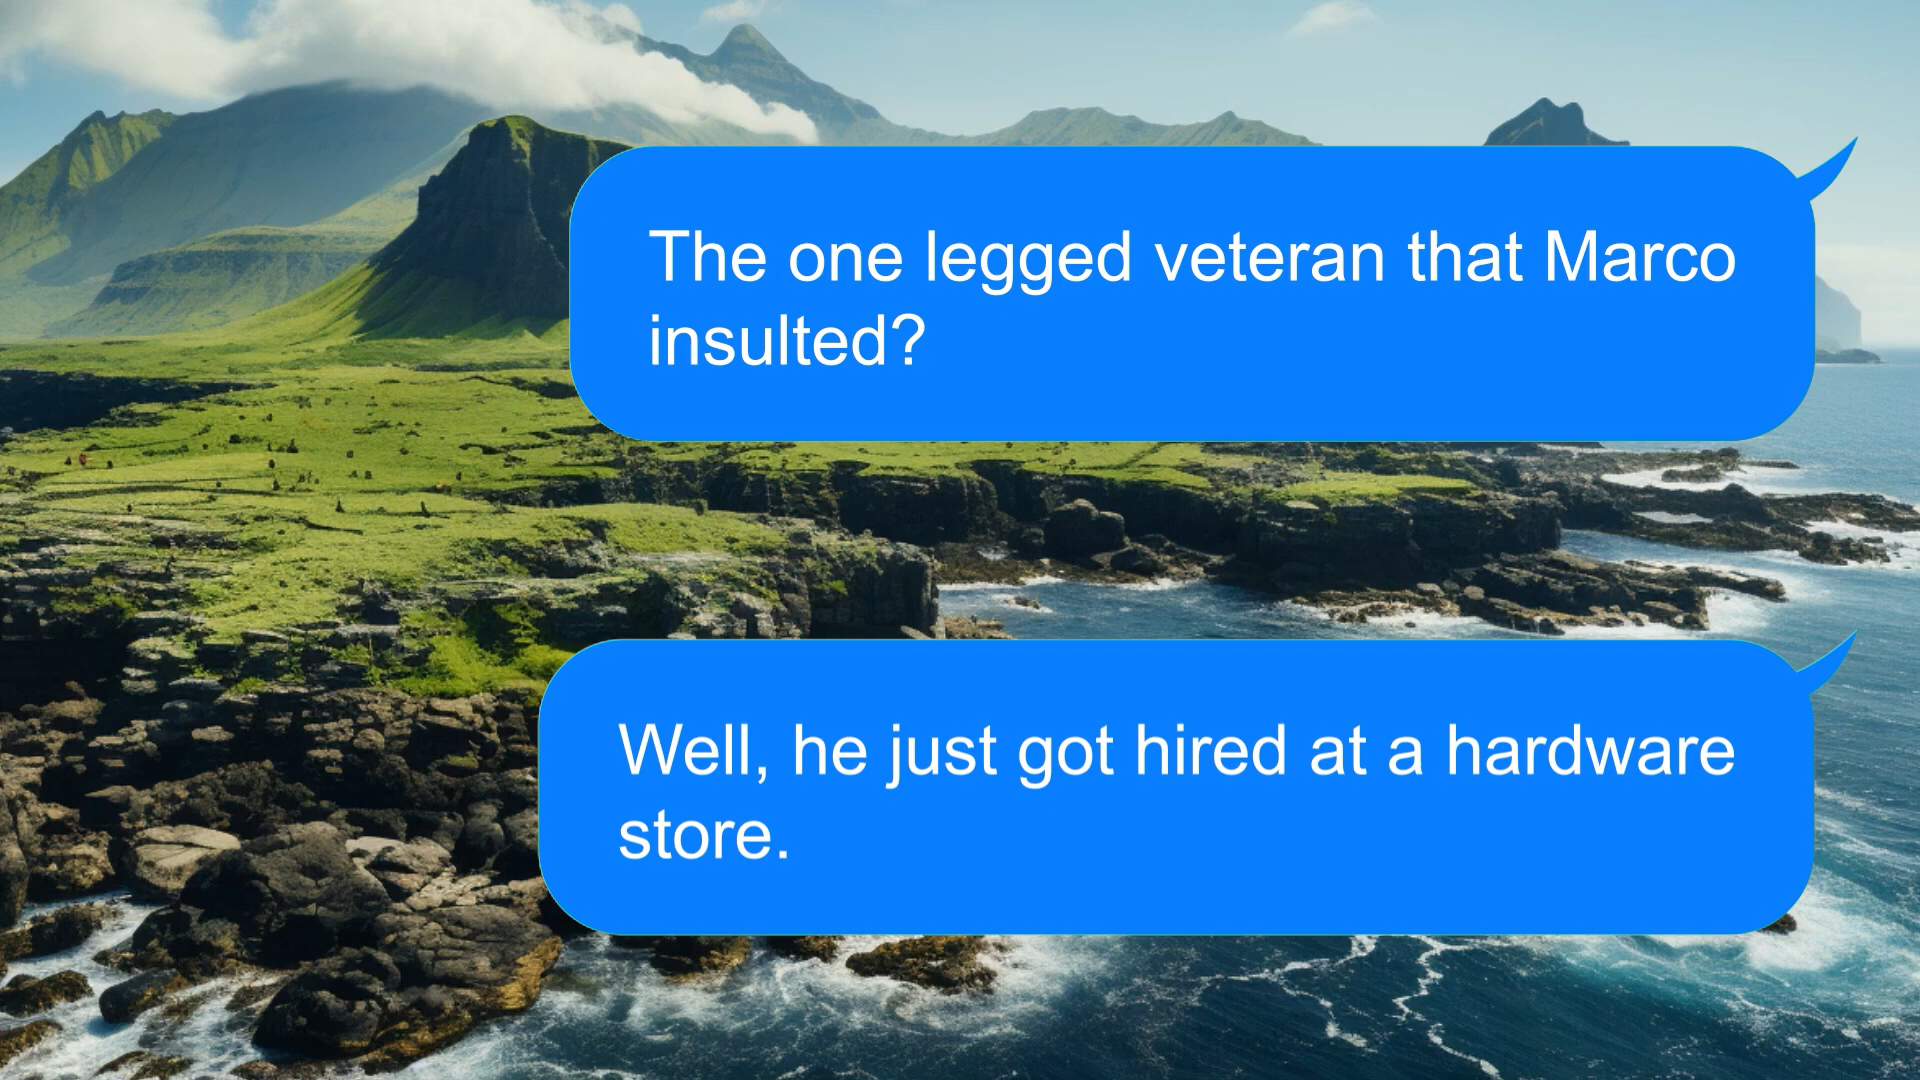 The one legged veteran that Marco
insulted?
Well, he just got hired at a hardware
store.